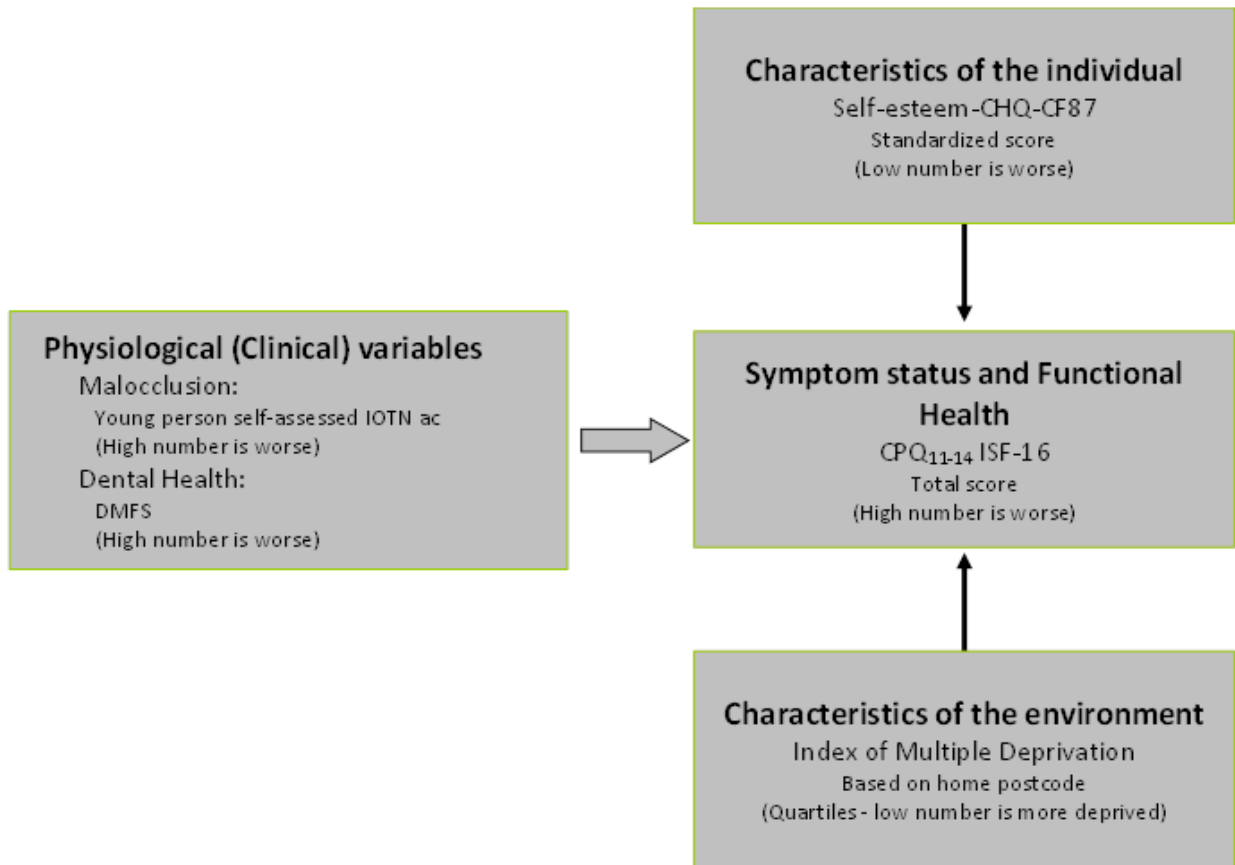 Characteristics of the individual
Self-esteem-CHQ-CF87
Standardized score
(Low number is worse)
Physiological (Clinical) variables
Malocclusion:
Young person self-assessed IOTN ac
(High number is worse)
Dental Health:
DMFS
(High number is worse)
Symptom status and Functional
Health
CPQ11-14 ISF-16
Total score
(High number is worse)
Characteristics of the environment
Index of Multiple Deprivation
Based on home postcode
(Quartiles - low number is more deprived)